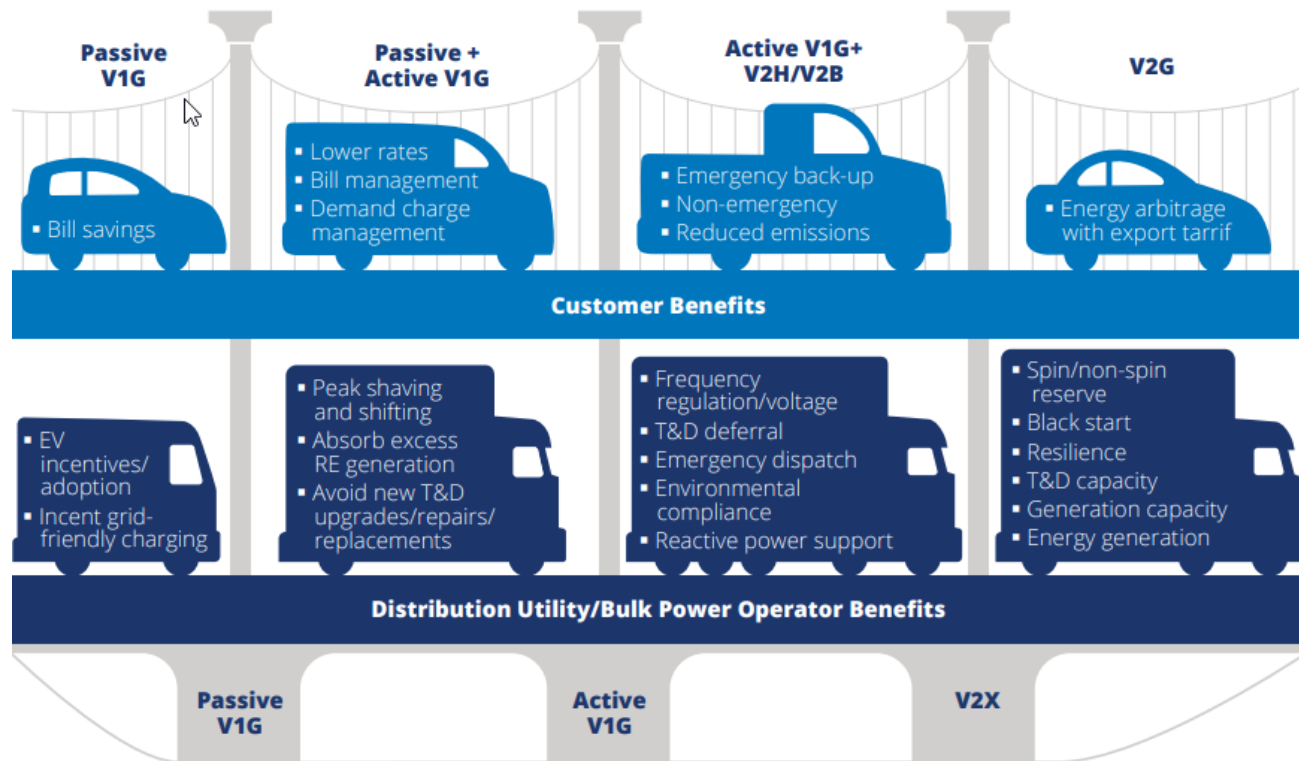 Passive
V1G
Passive +
Active V1G
Active V1G+
V2H/V2B
V2G
▪ Bill savings
▪ Lower rates
▪ Bill management
▪ Demand charge
management
▪ Emergency back-up
▪ Non-emergency
▪ Reduced emissions
▪ Energy arbitrage
with export tarrif
Customer Benefits
▪ EV
incentives/
adoption
▪ Incent grid-
friendly charging
▪ Peak shaving
and shifting
▪ Absorb excess
RE generation
▪ Avoid new T&D
upgrades/repairs/
replacements
▪ Frequency
regulation/voltage
▪ T&D deferral
▪ Emergency dispatch
▪ Environmental
compliance
▪ Reactive power support
▪ Spin/non-spin
reserve
▪ Black start
▪ Resilience
▪ T&D capacity
▪ Generation capacity
▪ Energy generation
Distribution Utility/Bulk Power Operator Benefits
Passive
V1G
Active
V1G
V2X